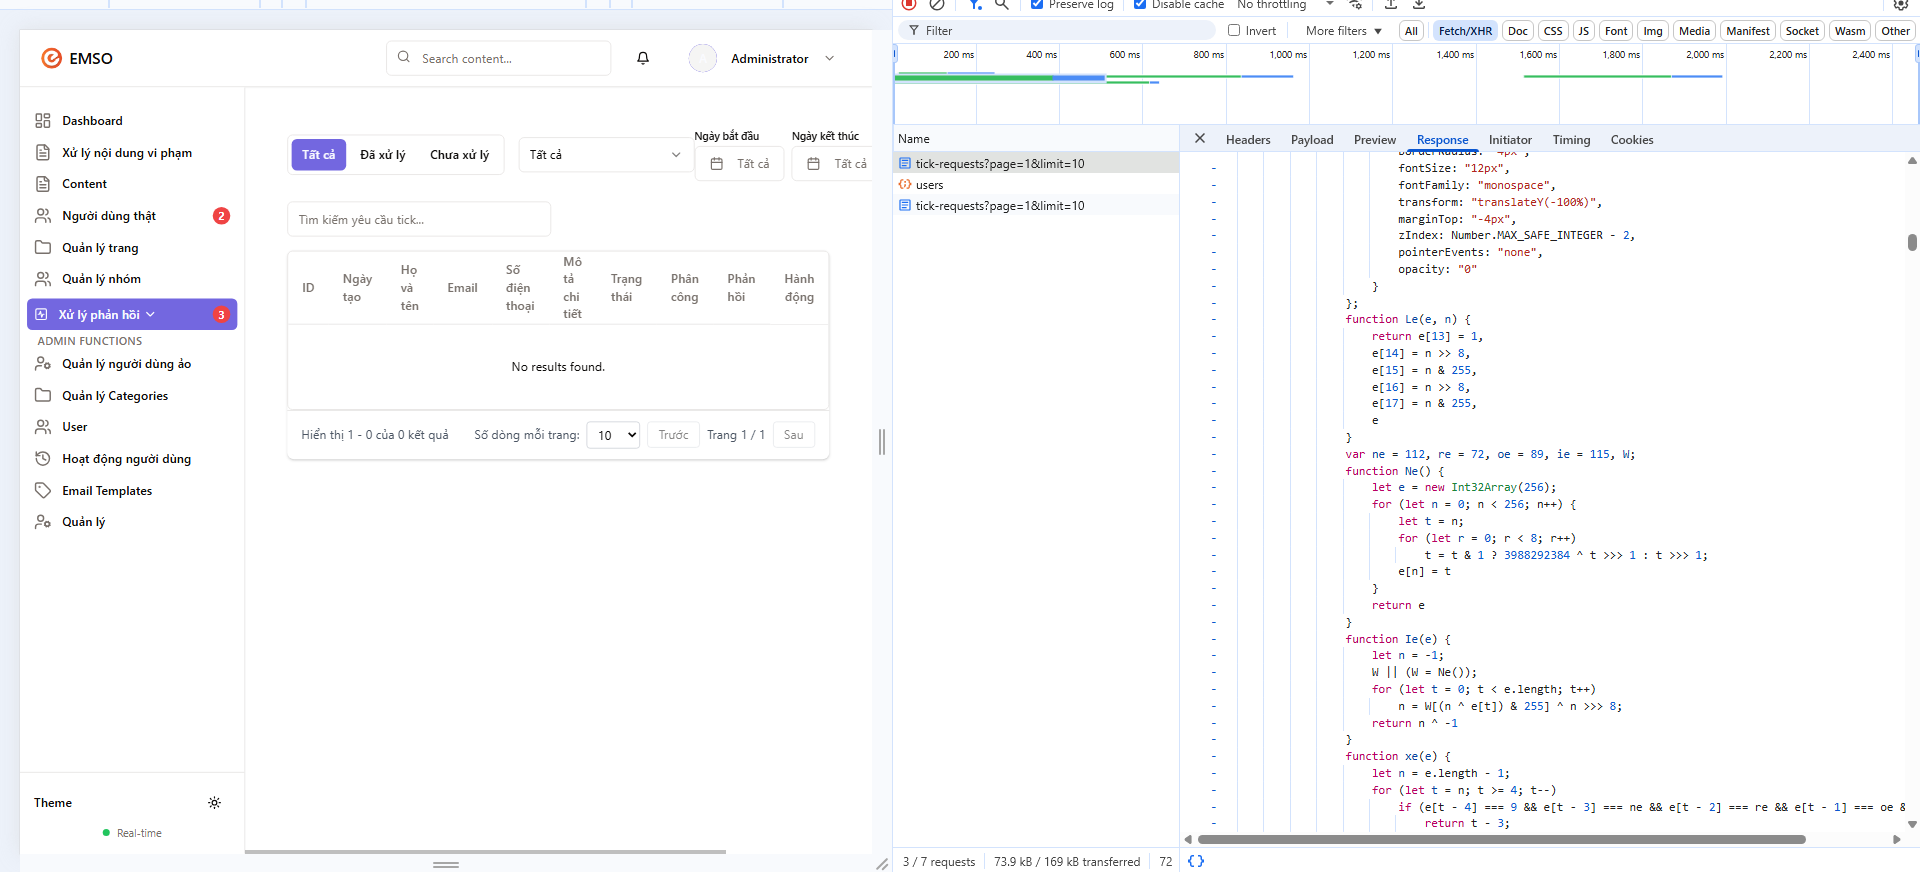 EMSO
Search content...
Administrator
Dashboard
Xử lý nội dung vi phạm
Content
Người dùng thật
2
Quản lý trang
Quản lý nhóm
Xử lý phản hồi
3
ADMIN FUNCTIONS
Quản lý người dùng ảo
Quản lý Categories
User
Hoạt động người dùng
Email Templates
Quản lý
Theme
Real-time
Tất cả
Đã xử lý
Chưa xử lý
Tất cả
Ngày bắt đầu
Tất cả
Ngày kết thúc
Tất cả
Tìm kiếm yêu cầu tick...
ID
Ngày tạo
Họ và tên
Email
Số điện thoại
Mô tả chi tiết
Trạng thái
Phân công
Phản hồi
Hành động
No results found.
Hiển thị 1 - 0 của 0 kết quả
Số dòng mỗi trang:
10
Trước
Trang 1 / 1
Sau
Preserve log
Disable cache
No throttling
Filter
Invert
More filters
All
Fetch/XHR
Doc
CSS
JS
Font
Img
Media
Manifest
Socket
Wasm
Other
200 ms
400 ms
600 ms
800 ms
1,000 ms
1,200 ms
1,400 ms
1,600 ms
1,800 ms
2,000 ms
2,200 ms
2,400 ms
Name
tick-requests?page=1&limit=10
users
tick-requests?page=1&limit=10
Headers
Payload
Preview
Response
Initiator
Timing
Cookies
borderRadius: "4px",
fontSize: "12px",
fontFamily: "monospace",
transform: "translateY(-100%)",
marginTop: "-4px",
zIndex: Number.MAX_SAFE_INTEGER - 2,
pointerEvents: "none",
opacity: "0"
}
};
function Le(e, n) {
return e[13] = 1,
e[14] = n >> 8,
e[15] = n & 255,
e[16] = n >> 8,
e[17] = n & 255,
e
}
var ne = 112, re = 72, oe = 89, ie = 115, W;
function Ne() {
let e = new Int32Array(256);
for (let n = 0; n < 256; n++) {
let t = n;
for (let r = 0; r < 8; r++)
t = t & 1 ? 3988292384 ^ t >>> 1 : t >>> 1;
e[n] = t
}
return e
}
function Ie(e) {
let n = -1;
W || (W = Ne());
for (let t = 0; t < e.length; t++)
n = W[(n ^ e[t]) & 255] ^ n >>> 8;
return n ^ -1
}
function xe(e) {
let n = e.length - 1;
for (let t = n; t >= 4; t--)
if (e[t - 4] === 9 && e[t - 3] === ne && e[t - 2] === re && e[t - 1] === oe &
return t - 3;
3 / 7 requests
73.9 kB / 169 kB transferred
72
{}